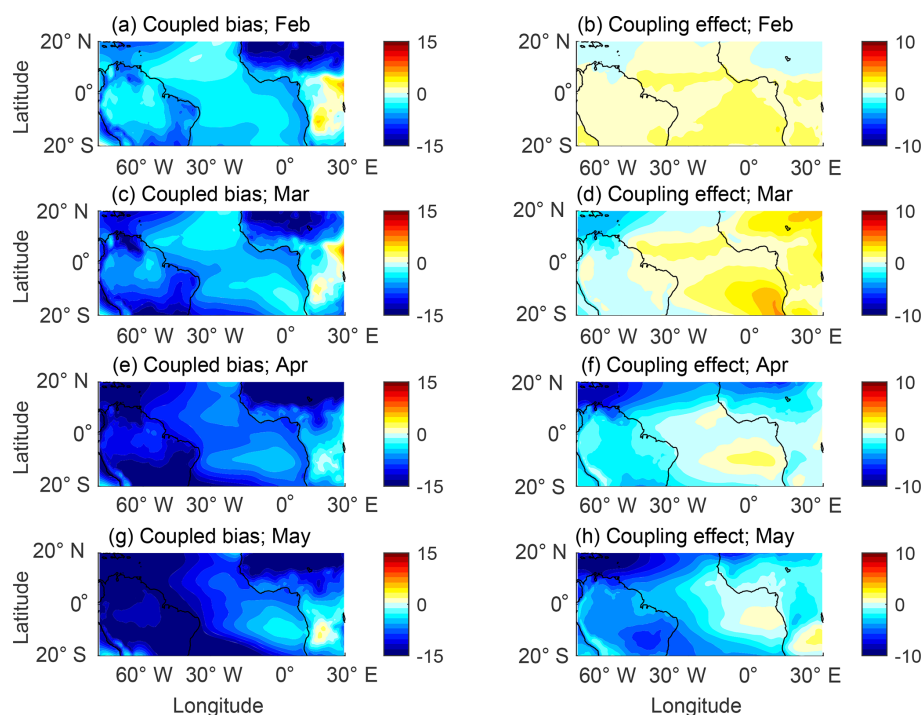 (a) Coupled bias; Feb
(b) Coupling effect; Feb
20° N
0°
20° S
Latitude
60° W
30° W
0°
30° E
15
0
-15
10
0
-10
(c) Coupled bias; Mar
(d) Coupling effect; Mar
20° N
0°
20° S
Latitude
60° W
30° W
0°
30° E
15
0
-15
20° N
0°
20° S
60° W
30° W
0°
30° E
10
0
-10
(e) Coupled bias; Apr
(f) Coupling effect; Apr
20° N
0°
20° S
Latitude
60° W
30° W
0°
30° E
15
0
-15
20° N
0°
20° S
60° W
30° W
0°
30° E
10
0
-10
(g) Coupled bias; May
(h) Coupling effect; May
20° N
0°
20° S
Latitude
60° W
30° W
0°
30° E
Longitude
15
0
-15
20° N
0°
20° S
60° W
30° W
0°
30° E
Longitude
10
0
-10
20° N
0°
20° S
60° W
30° W
0°
30° E